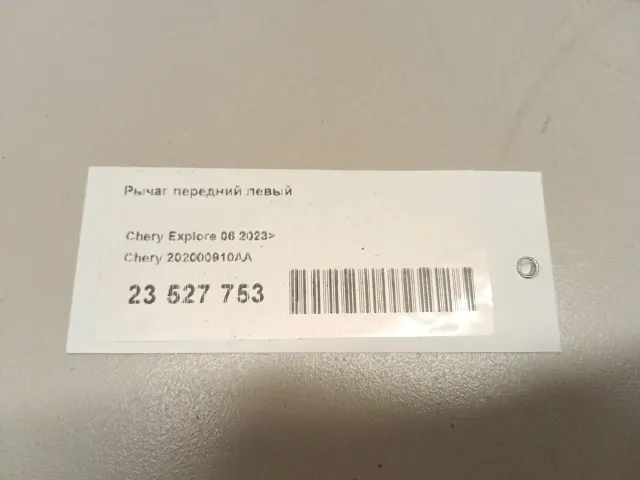 Рычаг передний левый
Chery Explore 06 2023>
Chery 202000910AA
23 527 753